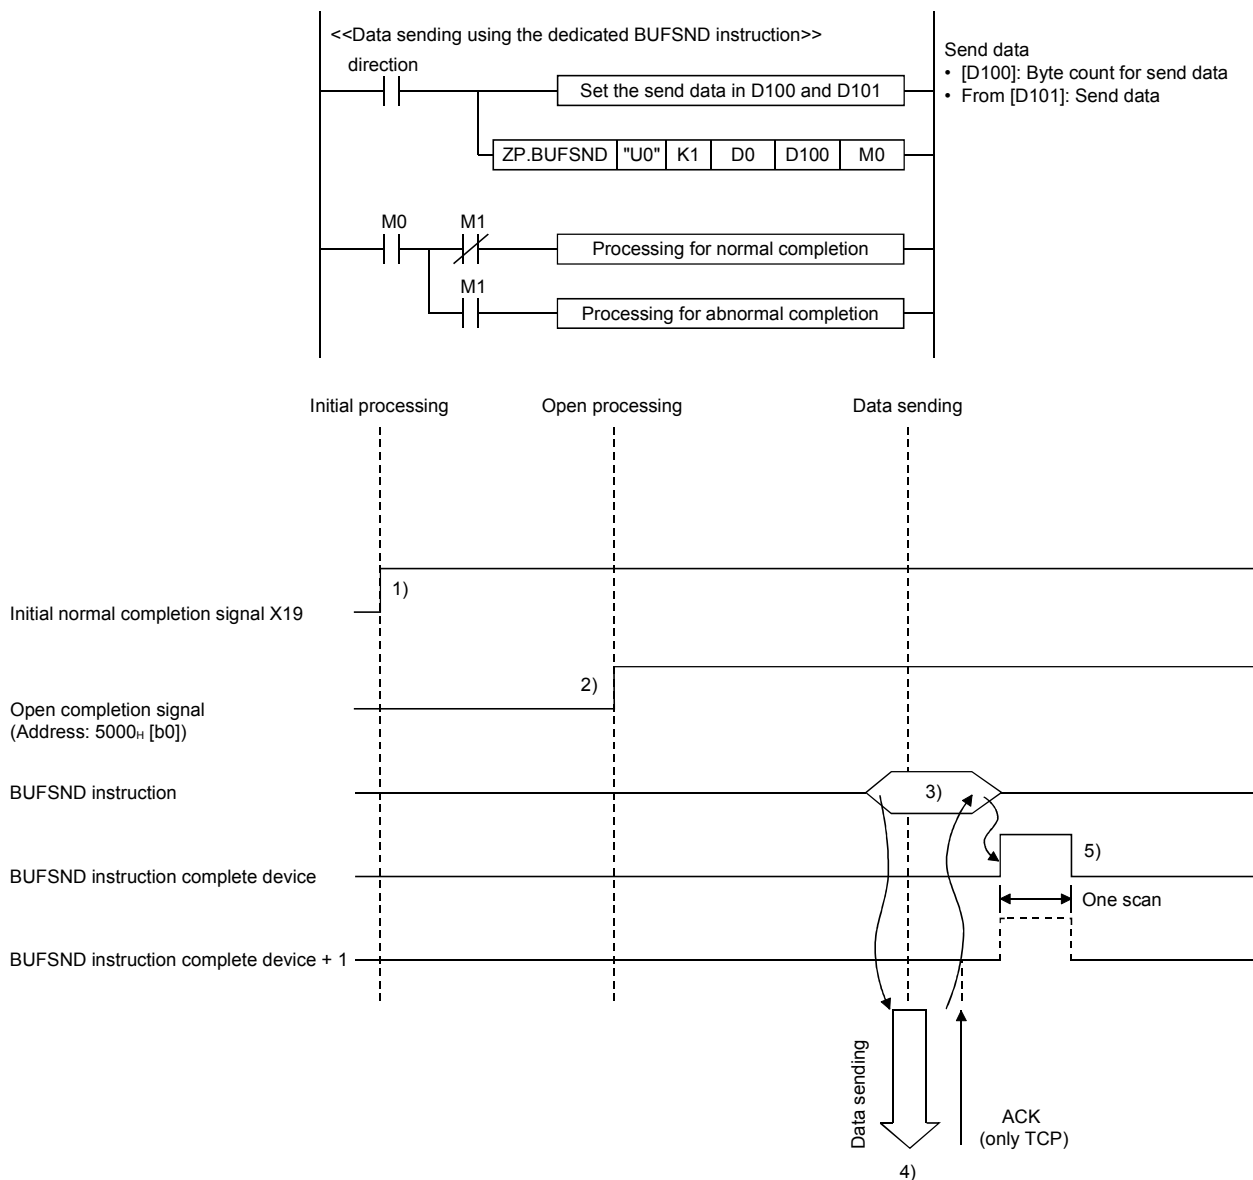 <<Data sending using the dedicated BUFSND instruction>>
direction
Set the send data in D100 and D101
Send data
• [D100]: Byte count for send data
• From [D101]: Send data
ZP.BUFSND "U0" K1 D0 D100 M0
M0 M1
Processing for normal completion
M1
Processing for abnormal completion
Initial processing Open processing Data sending
1)
Initial normal completion signal X19
2)
Open completion signal
(Address: 5000H [b0])
BUFSND instruction 3)
5)
BUFSND instruction complete device
One scan
BUFSND instruction complete device + 1
Data sending
ACK
(only TCP)
4)